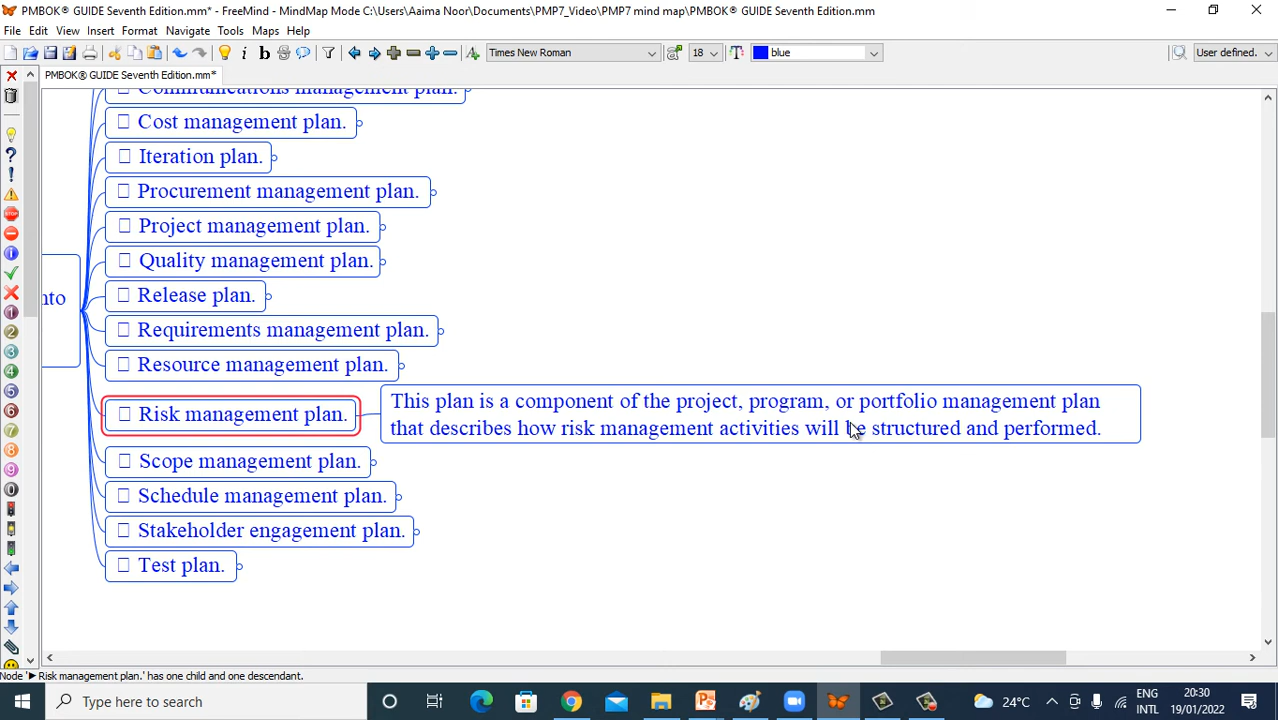 PMBOK® GUIDE Seventh Edition.mm* - FreeMind - MindMap Mode C:\Users\Aaima Noor\Documents\PMP7_Video\PMP7 mind map\PMBOK® GUIDE Seventh Edition.mm
File Edit View Insert Format Navigate Tools Maps Help
Times New Roman 18 blue User defined.
PMBOK® GUIDE Seventh Edition.mm*
Communications management plan.
Cost management plan.
Iteration plan.
Procurement management plan.
Project management plan.
Quality management plan.
nto
Release plan.
Requirements management plan.
Resource management plan.
Risk management plan.
This plan is a component of the project, program, or portfolio management plan
that describes how risk management activities will be structured and performed.
Scope management plan.
Schedule management plan.
Stakeholder engagement plan.
Test plan.
Node '► Risk management plan.' has one child and one descendant.
Type here to search
24°C
ENG
INTL
20:30
19/01/2022